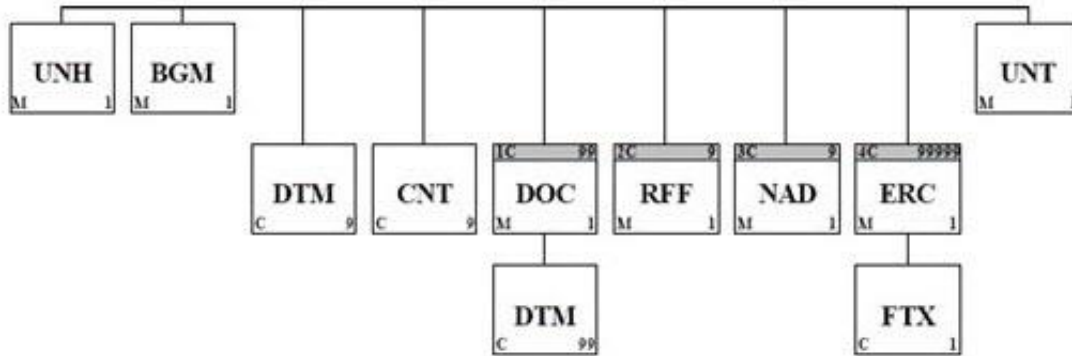 UNH
M 1
BGM
M 1
UNT
M 1
DTM
C 9
CNT
C 9
1C 99
DOC
M 1
2C 9
RFF
M 1
3C 9
NAD
M 1
4C 99999
ERC
M 1
DTM
C 99
FTX
C 1